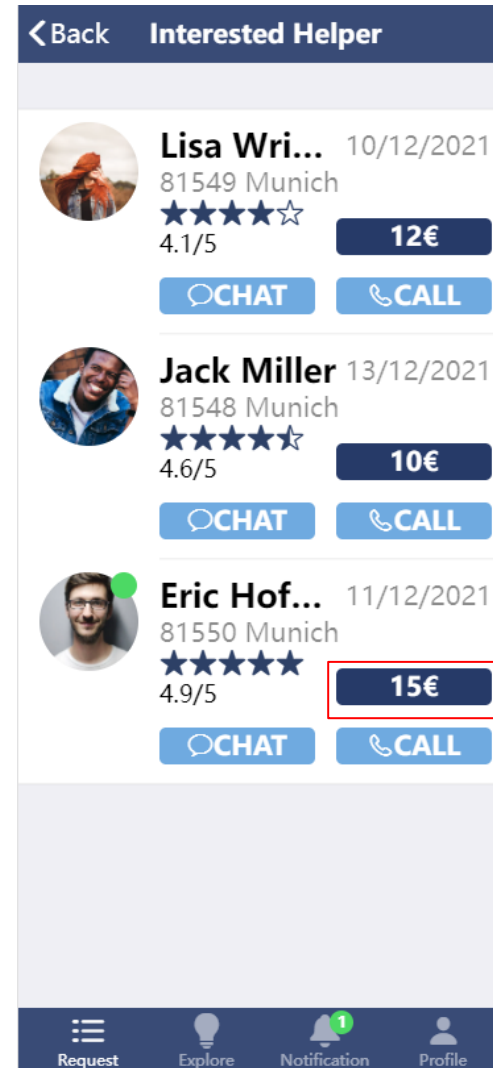 Back Interested Helper
Lisa Wri... 10/12/2021
81549 Munich
4.1/5 12€
CHAT CALL
Jack Miller 13/12/2021
81548 Munich
4.6/5 10€
CHAT CALL
Eric Hof... 11/12/2021
81550 Munich
4.9/5 15€
CHAT CALL
1
Request Explore Notification Profile